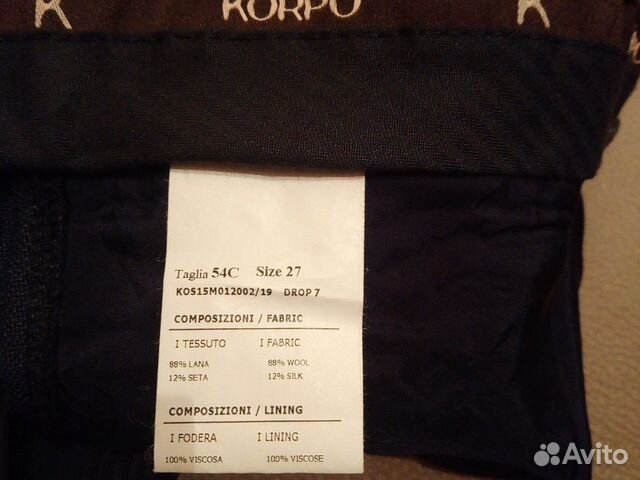 K KORPO K
Taglia 54C Size 27
KOS15M012002/19 DROP 7
COMPOSIZIONI / FABRIC
I TESSUTO I FABRIC
88% LANA 88% WOOL
12% SETA 12% SILK
COMPOSIZIONI / LINING
I FODERA I LINING
100% VISCOSA 100% VISCOSE
Avito